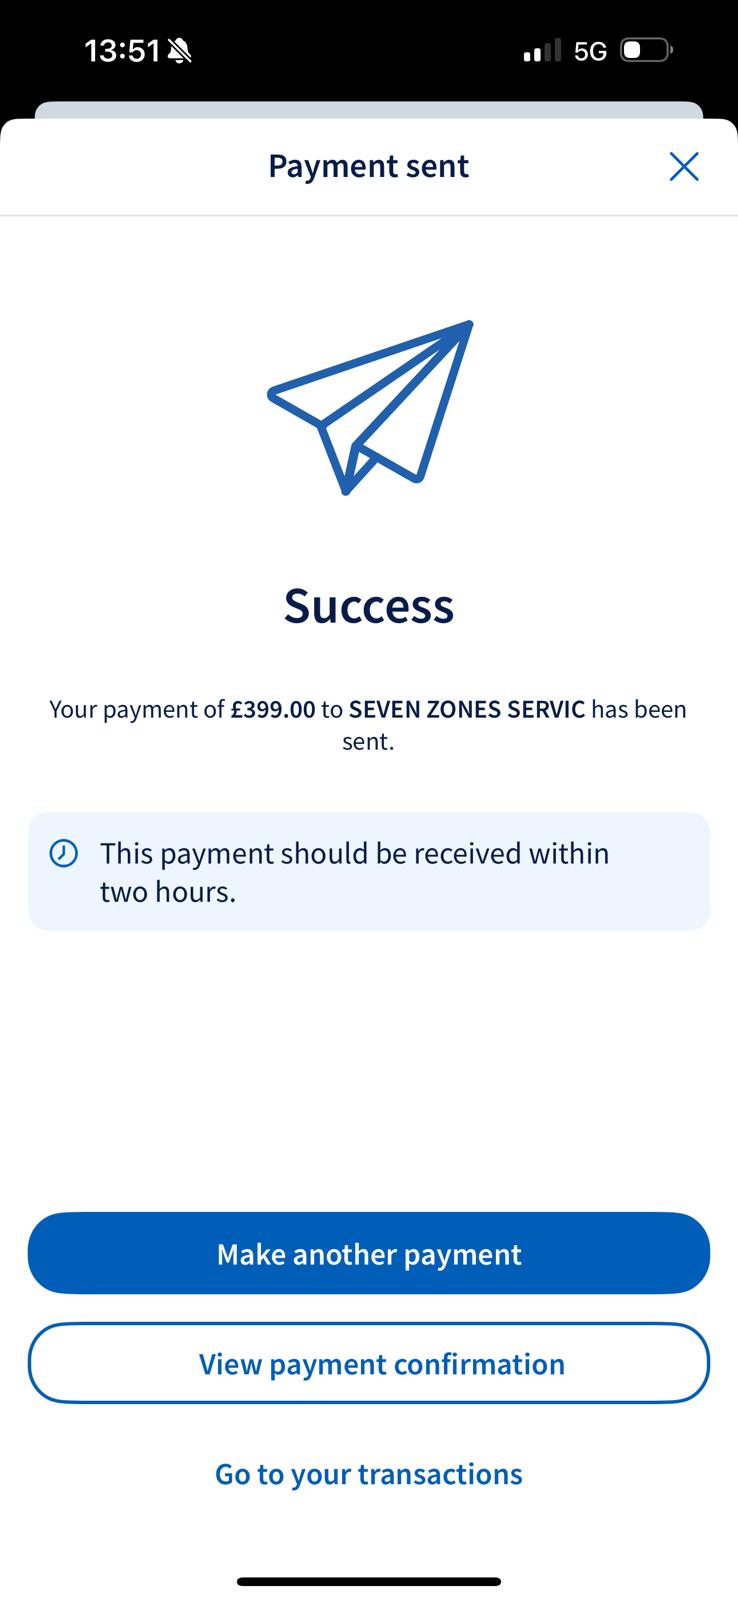 13:51
5G
Payment sent
Success
Your payment of £399.00 to SEVEN ZONES SERVIC has been
sent.
This payment should be received within
two hours.
Make another payment
View payment confirmation
Go to your transactions